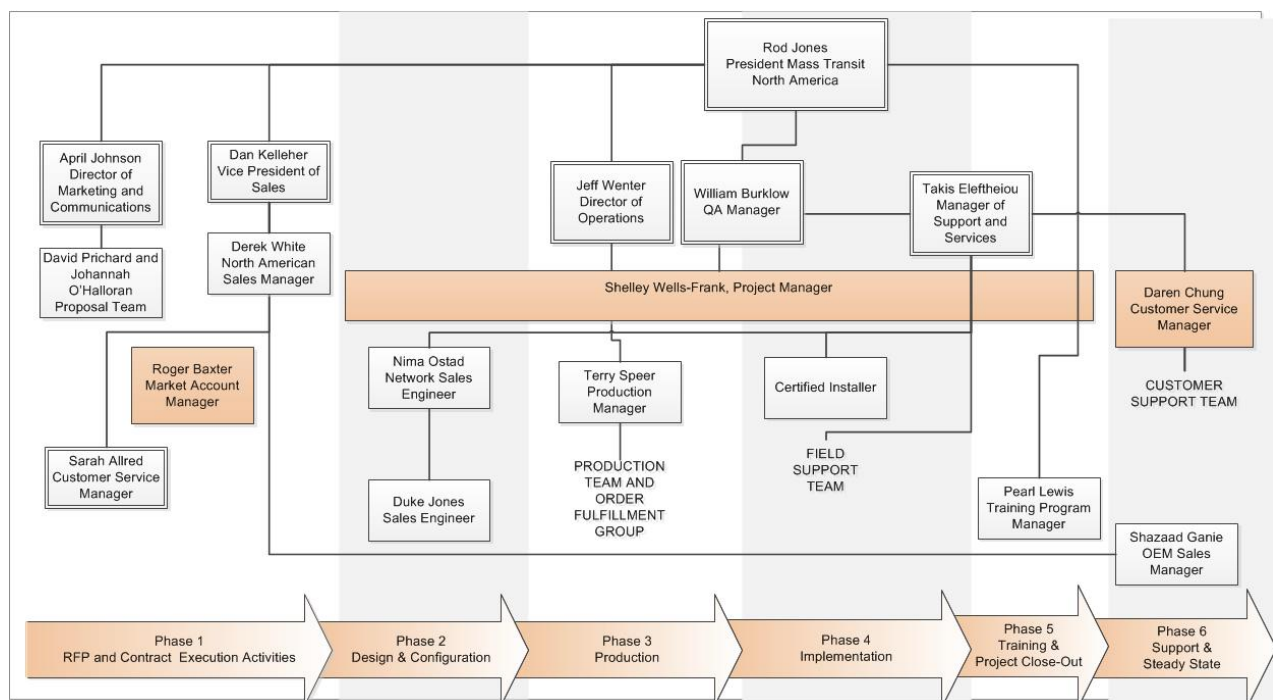 Rod Jones
President Mass Transit
North America
April Johnson
Director of
Marketing and
Communications
Dan Kelleher
Vice President of
Sales
Jeff Wenter
Director of
Operations
William Burklow
QA Manager
Takis Eleftheiou
Manager of
Support and
Services
David Prichard and
Johannah
O'Halloran
Proposal Team
Derek White
North American
Sales Manager
Shelley Wells-Frank, Project Manager
Daren Chung
Customer Service
Manager
Roger Baxter
Market Account
Manager
Nima Ostad
Network Sales
Engineer
Terry Speer
Production
Manager
Certified Installer
CUSTOMER
SUPPORT TEAM
Sarah Allred
Customer Service
Manager
Duke Jones
Sales Engineer
PRODUCTION
TEAM AND
ORDER
FULFILLMENT
GROUP
FIELD
SUPPORT
TEAM
Pearl Lewis
Training Program
Manager
Shazaad Ganie
OEM Sales
Manager
Phase 1
RFP and Contract Execution Activities
Phase 2
Design & Configuration
Phase 3
Production
Phase 4
Implementation
Phase 5
Training &
Project Close-Out
Phase 6
Support &
Steady State